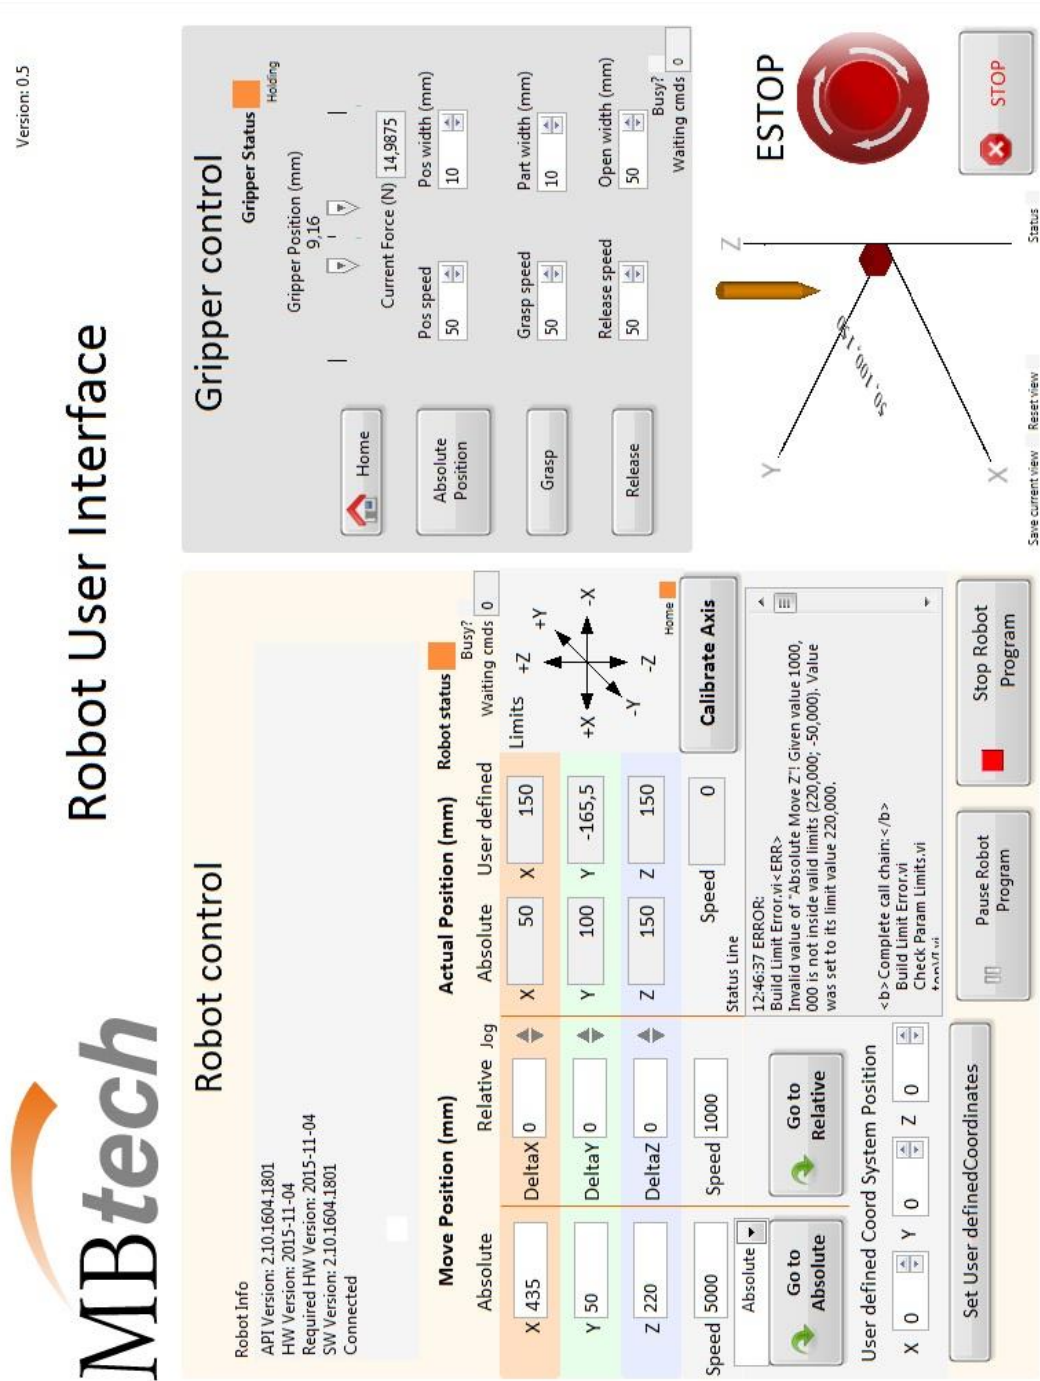 MBtech
Robot User Interface
Version: 0.5
Robot control
Robot Info
API Version: 2.10.1604.1801
HW Version: 2015-11-04
Required HW Version: 2015-11-04
SW Version: 2.10.1604.1801
Connected
Move Position (mm)
Actual Position (mm)
Robot status
Busy?
Absolute
Relative
Jog
Absolute
User defined
Waiting cmds 0
X 435
DeltaX 0
X 50
X 150
Limits
Y 50
DeltaY 0
Y 100
Y -165,5
Z 220
DeltaZ 0
Z 150
Z 150
+Z
+Y
+X
-X
-Y
-Z
Home
Speed 5000
Speed 1000
Speed 0
Calibrate Axis
Absolute
Go to
Absolute
Go to
Relative
Status Line
12:46:37 ERROR:
Build Limit Error.vi<ERR>
Invalid value of "Absolute Move Z"! Given value 1000,
000 is not inside valid limits (220,000; -50,000). Value
was set to its limit value 220,000.
<b>Complete call chain:</b>
Build Limit Error.vi
Check Param Limits.vi
User defined Coord System Position
X 0 Y 0 Z 0
Set User definedCoordinates
Pause Robot
Program
Stop Robot
Program
Gripper control
Gripper Status
Holding
Gripper Position (mm)
9,16
Home
Current Force (N) 14,9875
Absolute
Position
Pos speed
50
Pos width (mm)
10
Grasp
Grasp speed
50
Part width (mm)
10
Release
Release speed
50
Open width (mm)
50
Busy?
Waiting cmds 0
Z
Y
X
50,100,150
Save current view
Reset view
Status
ESTOP
STOP